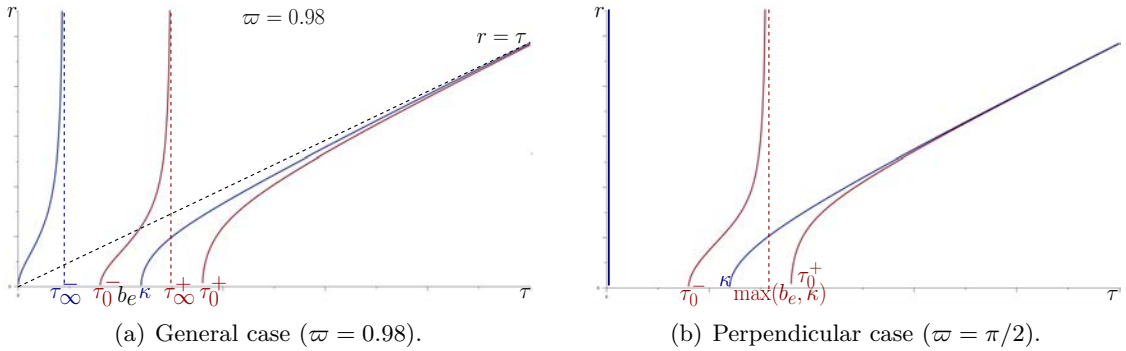 r
ϖ = 0.98
r = τ
τ∞− τ0− be κ τ∞+ τ0+ τ
(a) General case (ϖ = 0.98).
r
τ0− κ max(be, κ) τ0+ τ
(b) Perpendicular case (ϖ = π/2).